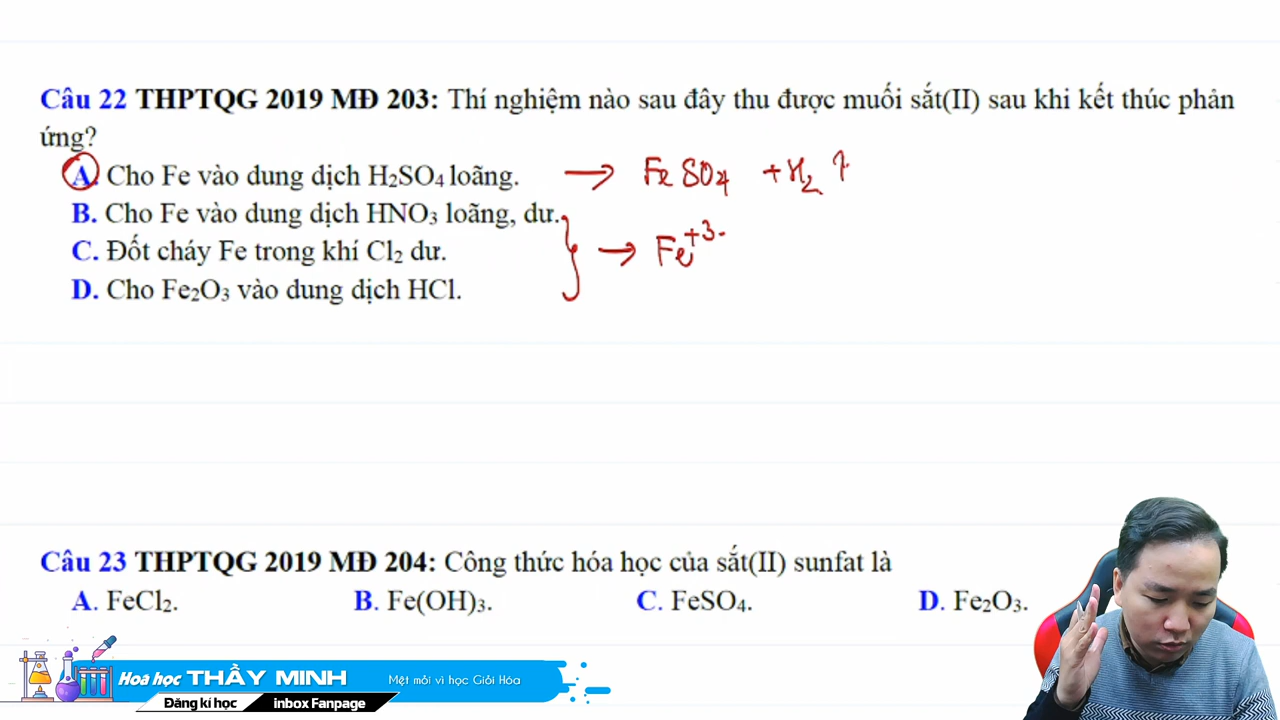 Câu 22 THPTQG 2019 MĐ 203: Thí nghiệm nào sau đây thu được muối sắt(II) sau khi kết thúc phản
ứng?
A. Cho Fe vào dung dịch H₂SO₄ loãng. → FeSO₄ + H₂ ↑
B. Cho Fe vào dung dịch HNO₃ loãng, dư.
C. Đốt cháy Fe trong khí Cl₂ dư. → Fe⁺³
D. Cho Fe₂O₃ vào dung dịch HCl.
Câu 23 THPTQG 2019 MĐ 204: Công thức hóa học của sắt(II) sunfat là
A. FeCl₂. B. Fe(OH)₃. C. FeSO₄. D. Fe₂O₃.
Hoá học THẦY MINH Mệt mỏi vì học Giỏi Hóa
Đăng kí học inbox Fanpage